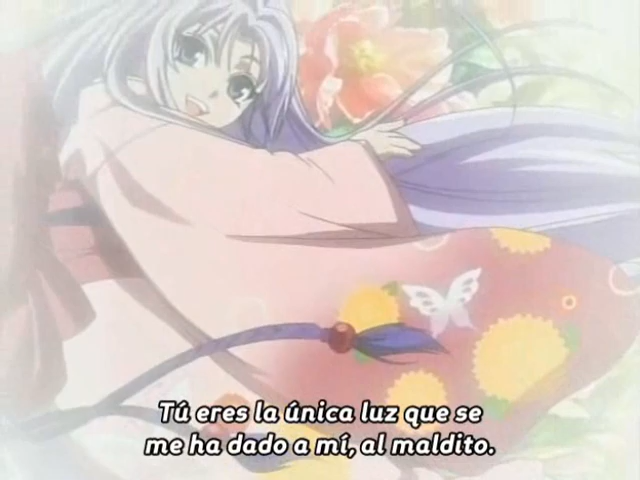 Tú eres la única luz que se
me ha dado a mí, al maldito.